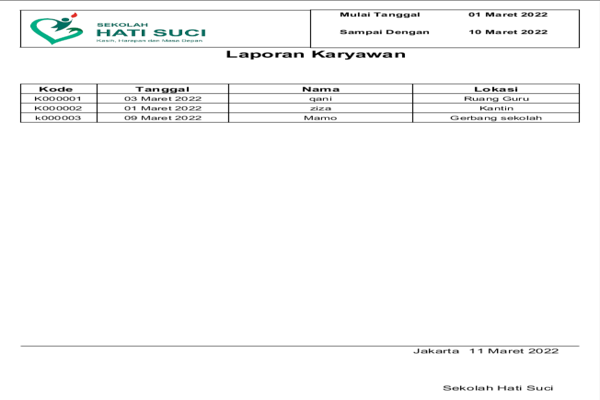 SEKOLAH
HATI SUCI
Kasih, Harapan dan Masa Depan
Mulai Tanggal 01 Maret 2022
Sampai Dengan 10 Maret 2022
Laporan Karyawan
Kode Tanggal Nama Lokasi
K000001 03 Maret 2022 qani Ruang Guru
K000002 01 Maret 2022 ziza Kantin
k000003 09 Maret 2022 Mamo Gerbang sekolah
Jakarta 11 Maret 2022
Sekolah Hati Suci